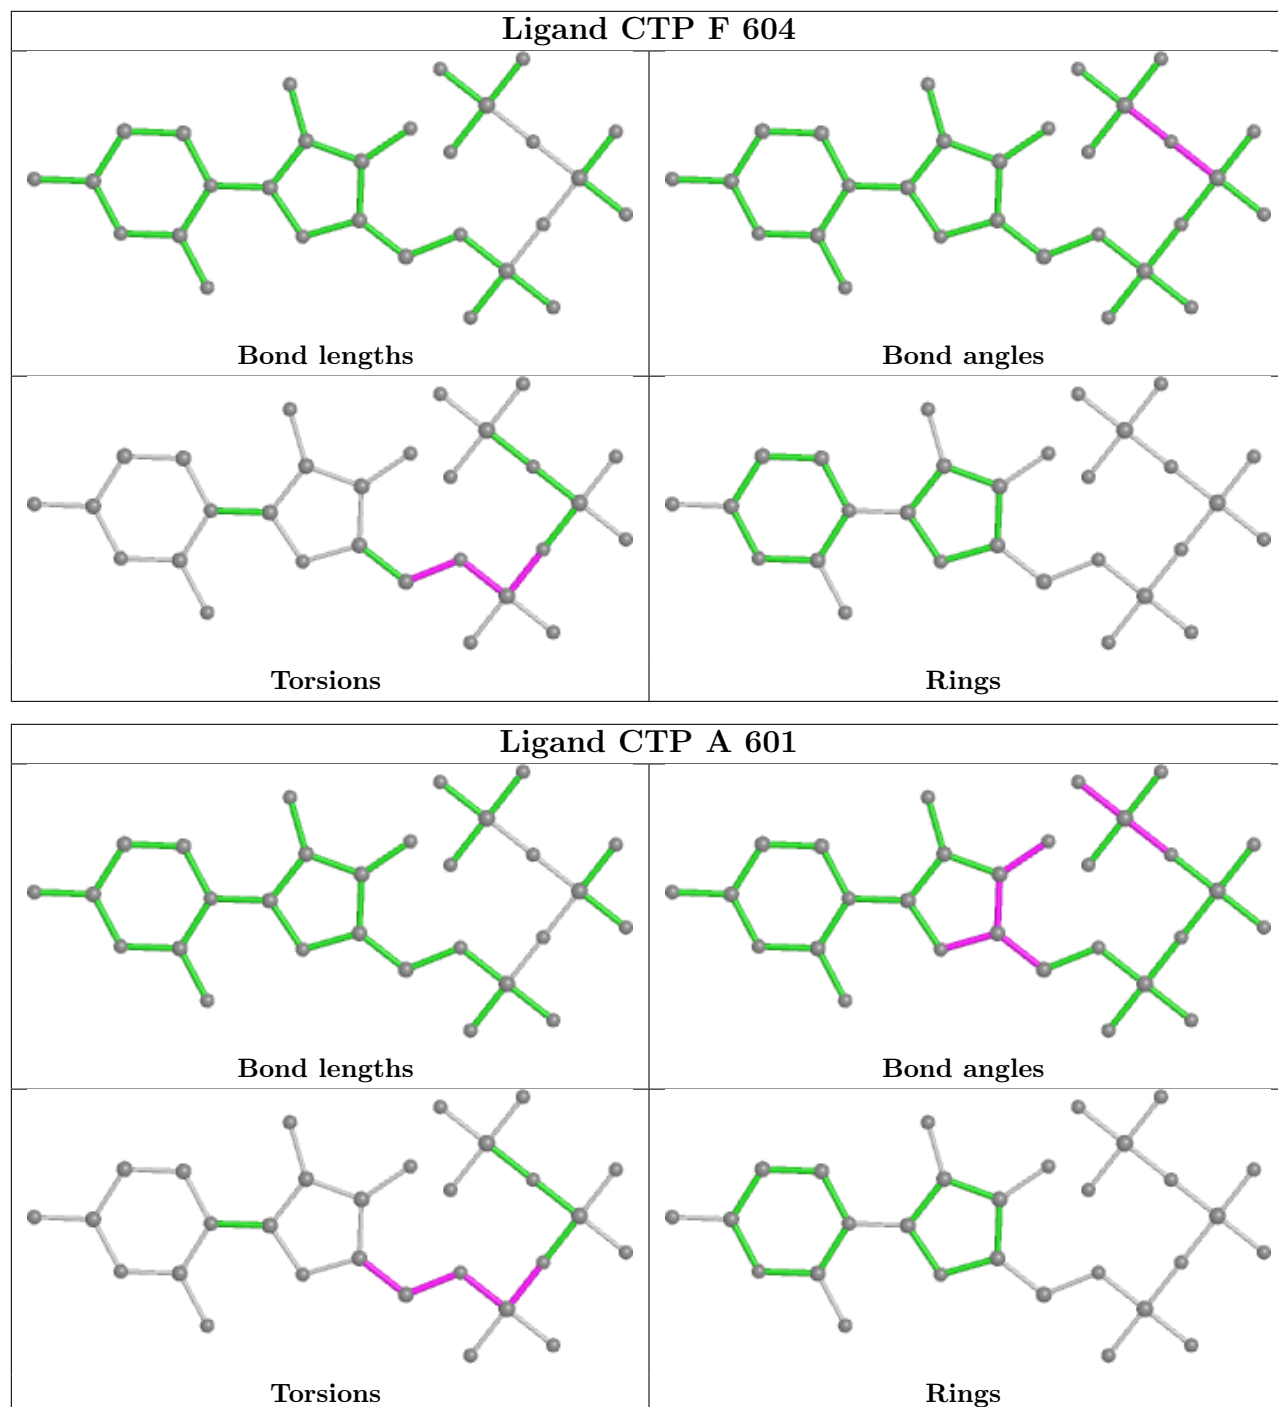 Ligand CTP F 604
Bond lengths
Bond angles
Torsions
Rings
Ligand CTP A 601
Bond lengths
Bond angles
Torsions
Rings